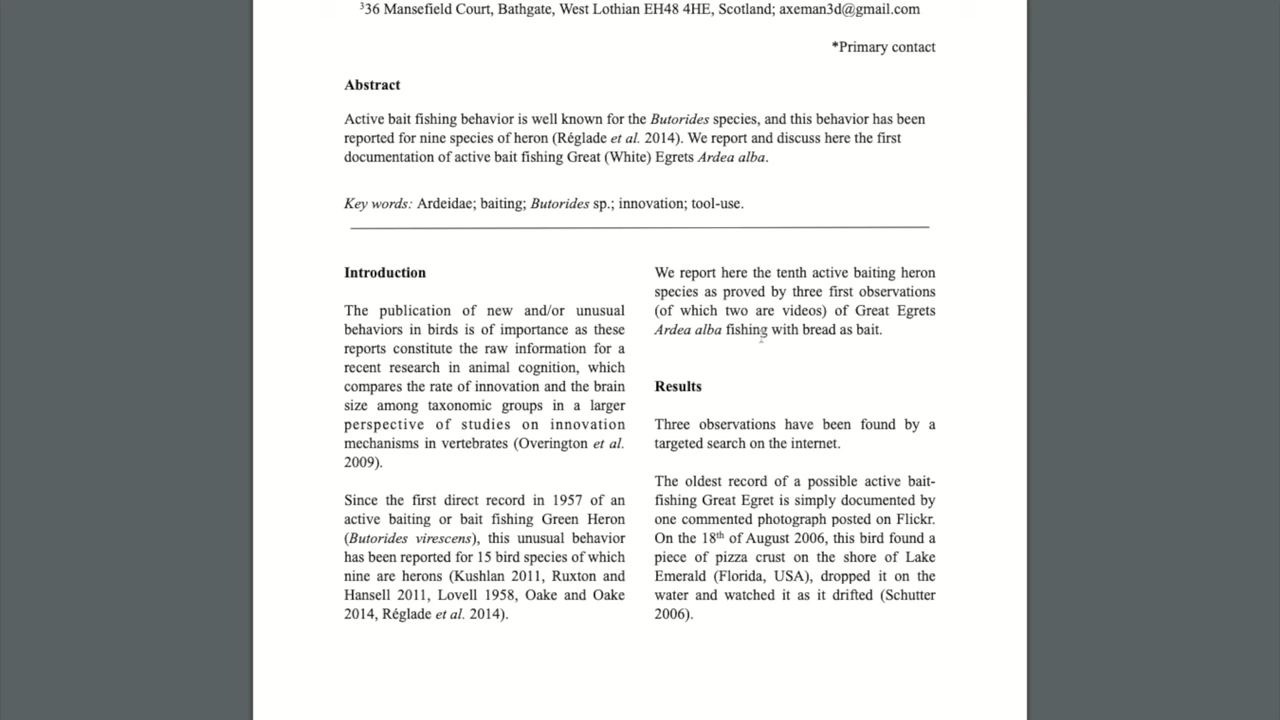 ³36 Mansefield Court, Bathgate, West Lothian EH48 4HE, Scotland; axeman3d@gmail.com
*Primary contact
Abstract
Active bait fishing behavior is well known for the Butorides species, and this behavior has been
reported for nine species of heron (Réglade et al. 2014). We report and discuss here the first
documentation of active bait fishing Great (White) Egrets Ardea alba.
Key words: Ardeidae; baiting; Butorides sp.; innovation; tool-use.
Introduction
The publication of new and/or unusual
behaviors in birds is of importance as these
reports constitute the raw information for a
recent research in animal cognition, which
compares the rate of innovation and the brain
size among taxonomic groups in a larger
perspective of studies on innovation
mechanisms in vertebrates (Overington et al.
2009).
Since the first direct record in 1957 of an
active baiting or bait fishing Green Heron
(Butorides virescens), this unusual behavior
has been reported for 15 bird species of which
nine are herons (Kushlan 2011, Ruxton and
Hansell 2011, Lovell 1958, Oake and Oake
2014, Réglade et al. 2014).
We report here the tenth active baiting heron
species as proved by three first observations
(of which two are videos) of Great Egrets
Ardea alba fishing with bread as bait.
Results
Three observations have been found by a
targeted search on the internet.
The oldest record of a possible active bait-
fishing Great Egret is simply documented by
one commented photograph posted on Flickr.
On the 18th of August 2006, this bird found a
piece of pizza crust on the shore of Lake
Emerald (Florida, USA), dropped it on the
water and watched it as it drifted (Schutter
2006).